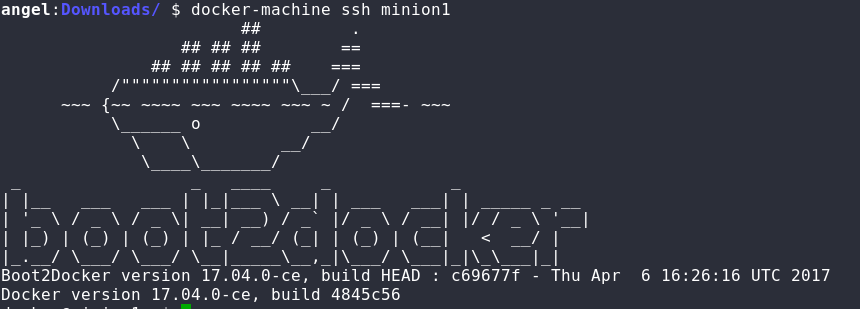 angel:Downloads/ $ docker-machine ssh minion1
                        ##         .
                  ## ## ##        ==
               ## ## ## ## ##    ===
           /"""""""""""""""""\___/ ===
      ~~~ {~~ ~~~~ ~~~ ~~~~ ~~~ ~ /  ===- ~~~
           \______ o           __/
             \    \         __/
              \____\_______/
 _                 _   ____     _            _
| |__   ___   ___ | |_|___ \ __| | ___   ___| | _____ _ __
| '_ \ / _ \ / _ \| __| __) / _` |/ _ \ / __| |/ / _ \ '__|
| |_) | (_) | (_) | |_ / __/ (_| | (_) | (__|   <  __/ |
|_.__/ \___/ \___/ \__|_____\__,_|\___/ \___|_|\_\___|_|
Boot2Docker version 17.04.0-ce, build HEAD : c69677f - Thu Apr  6 16:26:16 UTC 2017
Docker version 17.04.0-ce, build 4845c56